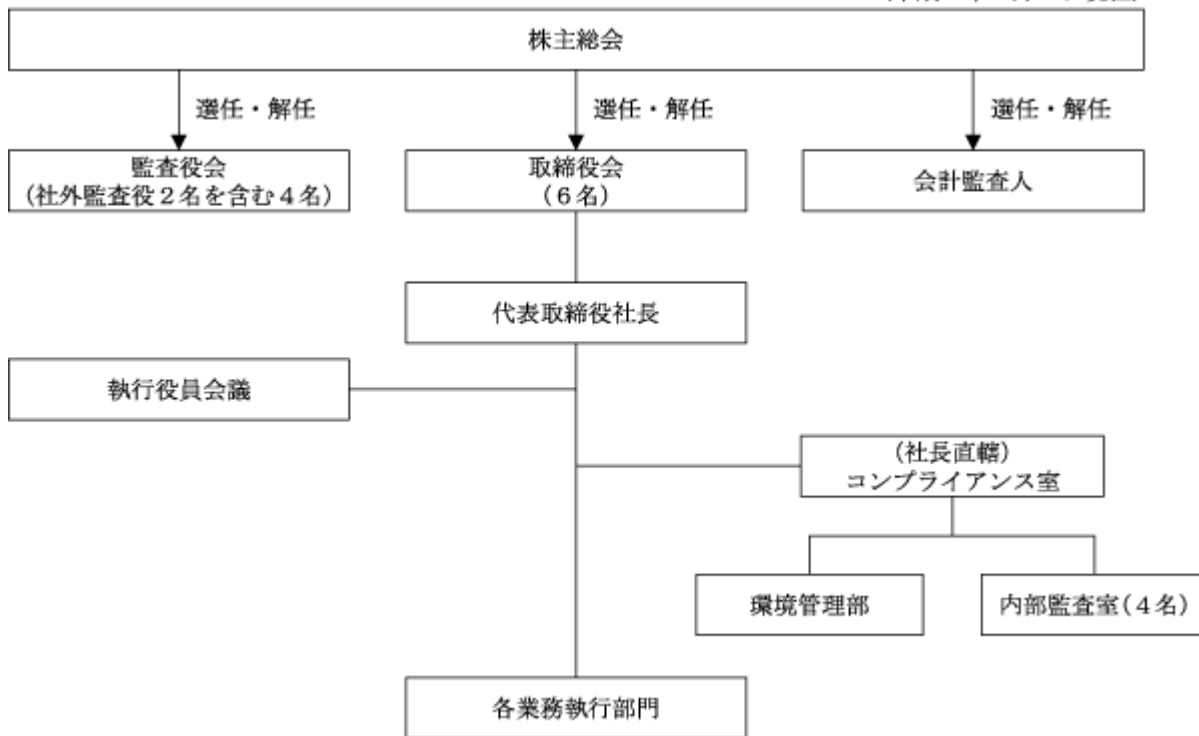 株主総会
選任・解任
選任・解任
選任・解任
監査役会
(社外監査役2名を含む4名)
取締役会
(6名)
会計監査人
代表取締役社長
執行役員会議
(社長直轄)
コンプライアンス室
環境管理部
内部監査室(4名)
各業務執行部門